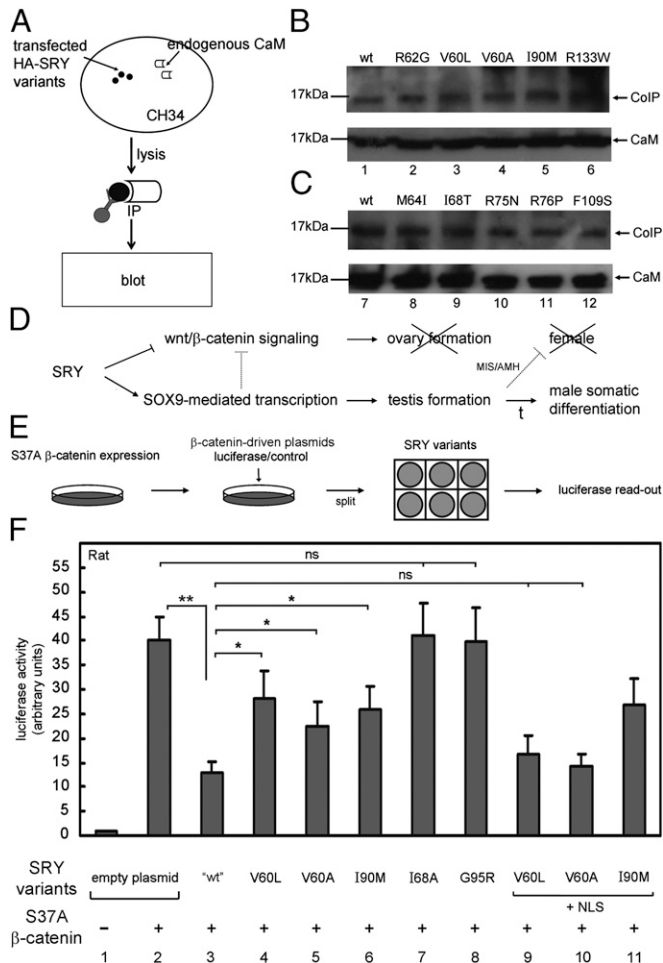 A
transfected
HA-SRY
variants
endogenous CaM
CH34
lysis
IP
blot
B
wt R62G V60L V60A I90M R133W
17kDa CoIP
17kDa CaM
1 2 3 4 5 6
C
wt M64I I68T R75N R76P F109S
17kDa CoIP
17kDa CaM
7 8 9 10 11 12
D
wnt/β-catenin signaling ovary formation female
SRY
MIS/AMH
SOX9-mediated transcription testis formation male somatic
t differentiation
E
S37A β-catenin expression
β-catenin-driven plasmids
luciferase/control
SRY variants
split
luciferase read-out
F
Rat
ns
ns
** * * *
luciferase activity
(arbitrary units)
55
50
45
40
35
30
25
20
15
10
5
0
SRY
variants
empty plasmid "wt" V60L V60A I90M I68A G95R V60L V60A I90M
+ NLS
S37A
β-catenin
– + + + + + + + + + +
1 2 3 4 5 6 7 8 9 10 11